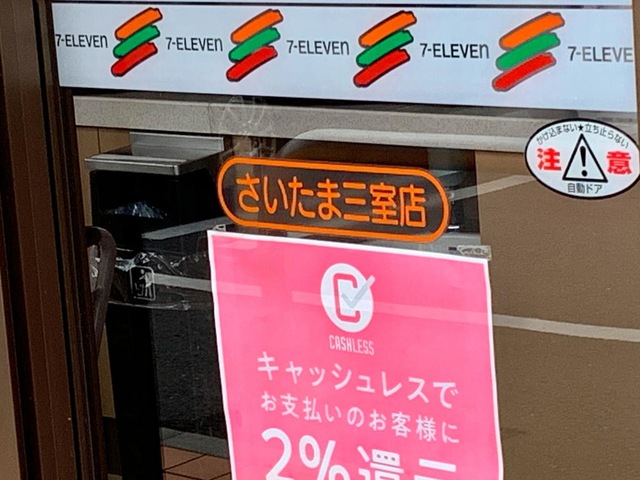 7-ELEVEN 7-ELEVEN 7-ELEVEN 7-ELEVEN 7-ELEVE
かけ込まない★立ち止らない
注 意
自動ドア
さいたま三室店
CASHLESS
キャッシュレスで
お支払いのお客様に
2%還元